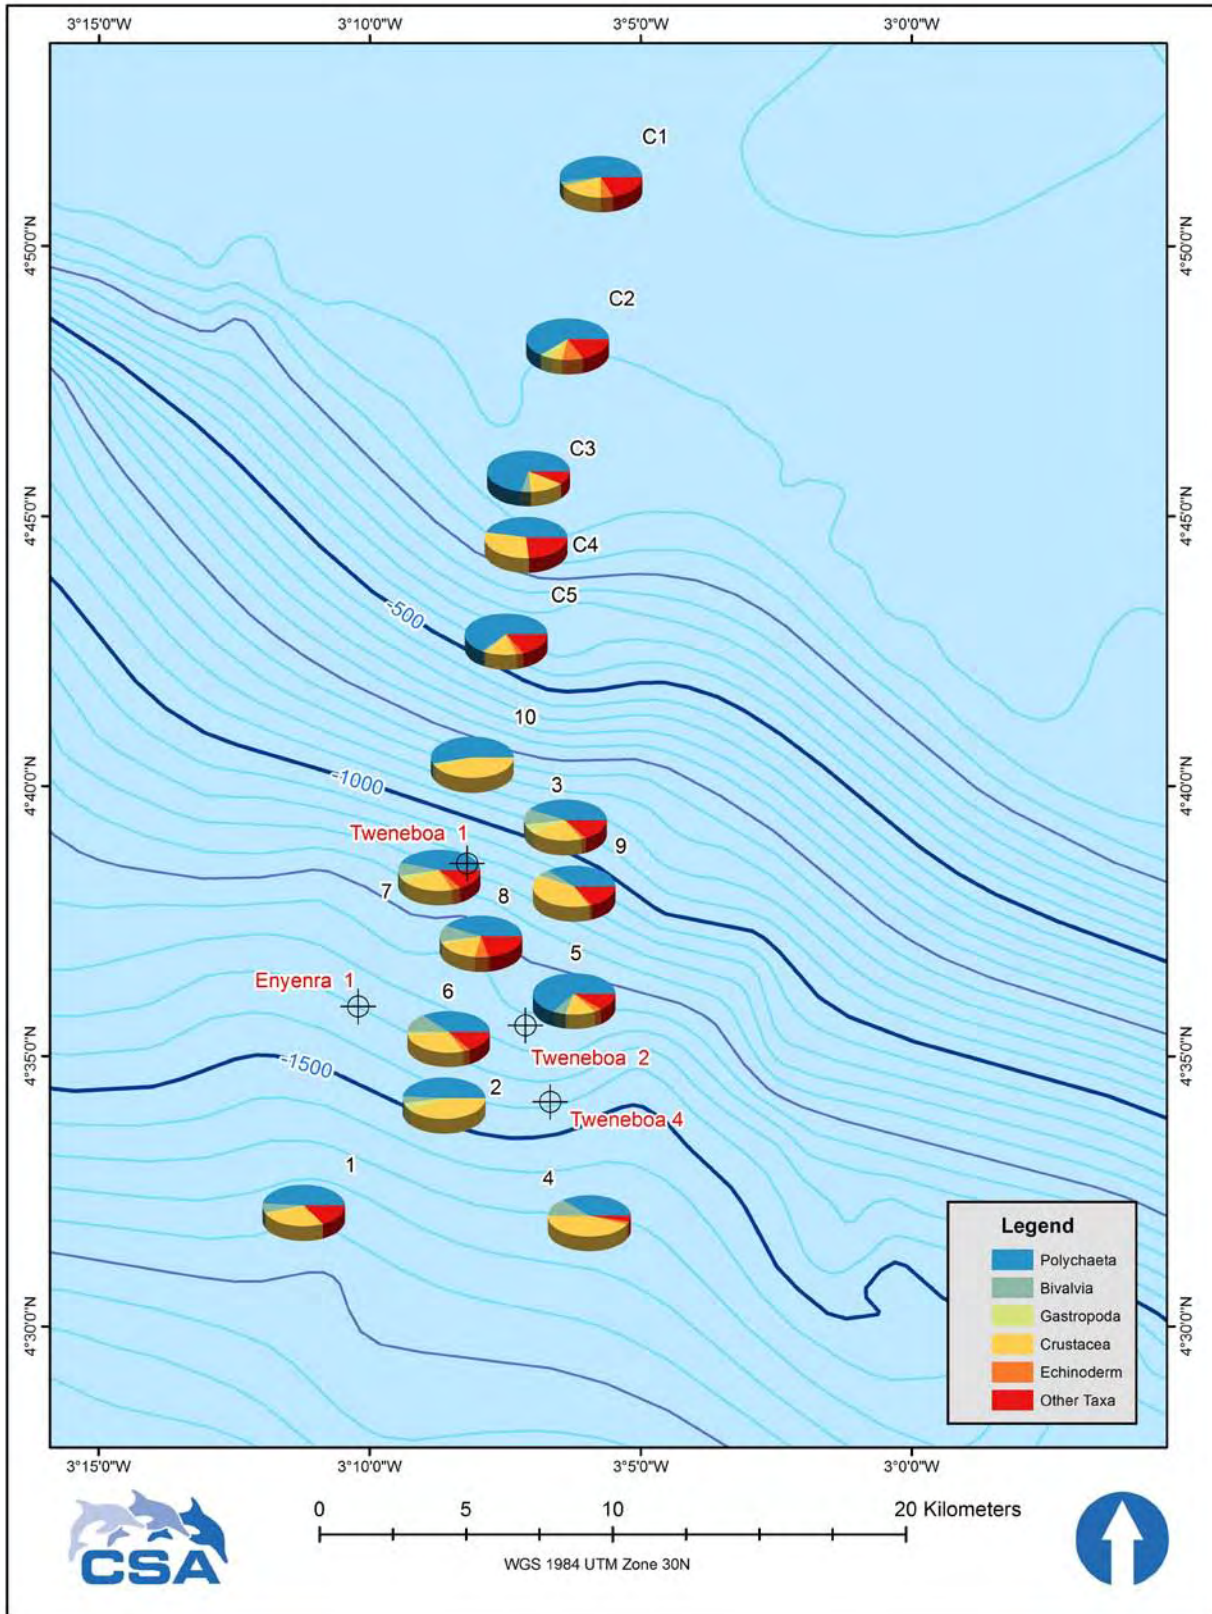 3°15'0"W 3°10'0"W 3°5'0"W 3°0'0"W
C1
4°50'0"N 4°50'0"N
C2
C3
4°45'0"N 4°45'0"N
C4
C5
-500
10
-1000
4°40'0"N 4°40'0"N
3
Tweneboa 1
9
7
8
5
Enyenra 1
6
4°35'0"N 4°35'0"N
Tweneboa 2
-1500
2
Tweneboa 4
1
4
Legend
Polychaeta
Bivalvia
Gastropoda
Crustacea
Echinoderm
Other Taxa
4°30'0"N 4°30'0"N
3°15'0"W 3°10'0"W 3°5'0"W 3°0'0"W
0 5 10 20 Kilometers
WGS 1984 UTM Zone 30N
CSA